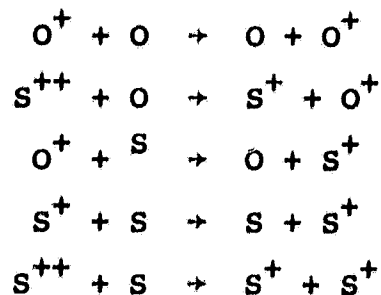 O⁺ + O → O + O⁺
S⁺⁺ + O → S⁺ + O⁺
O⁺ + S → O + S⁺
S⁺ + S → S + S⁺
S⁺⁺ + S → S⁺ + S⁺